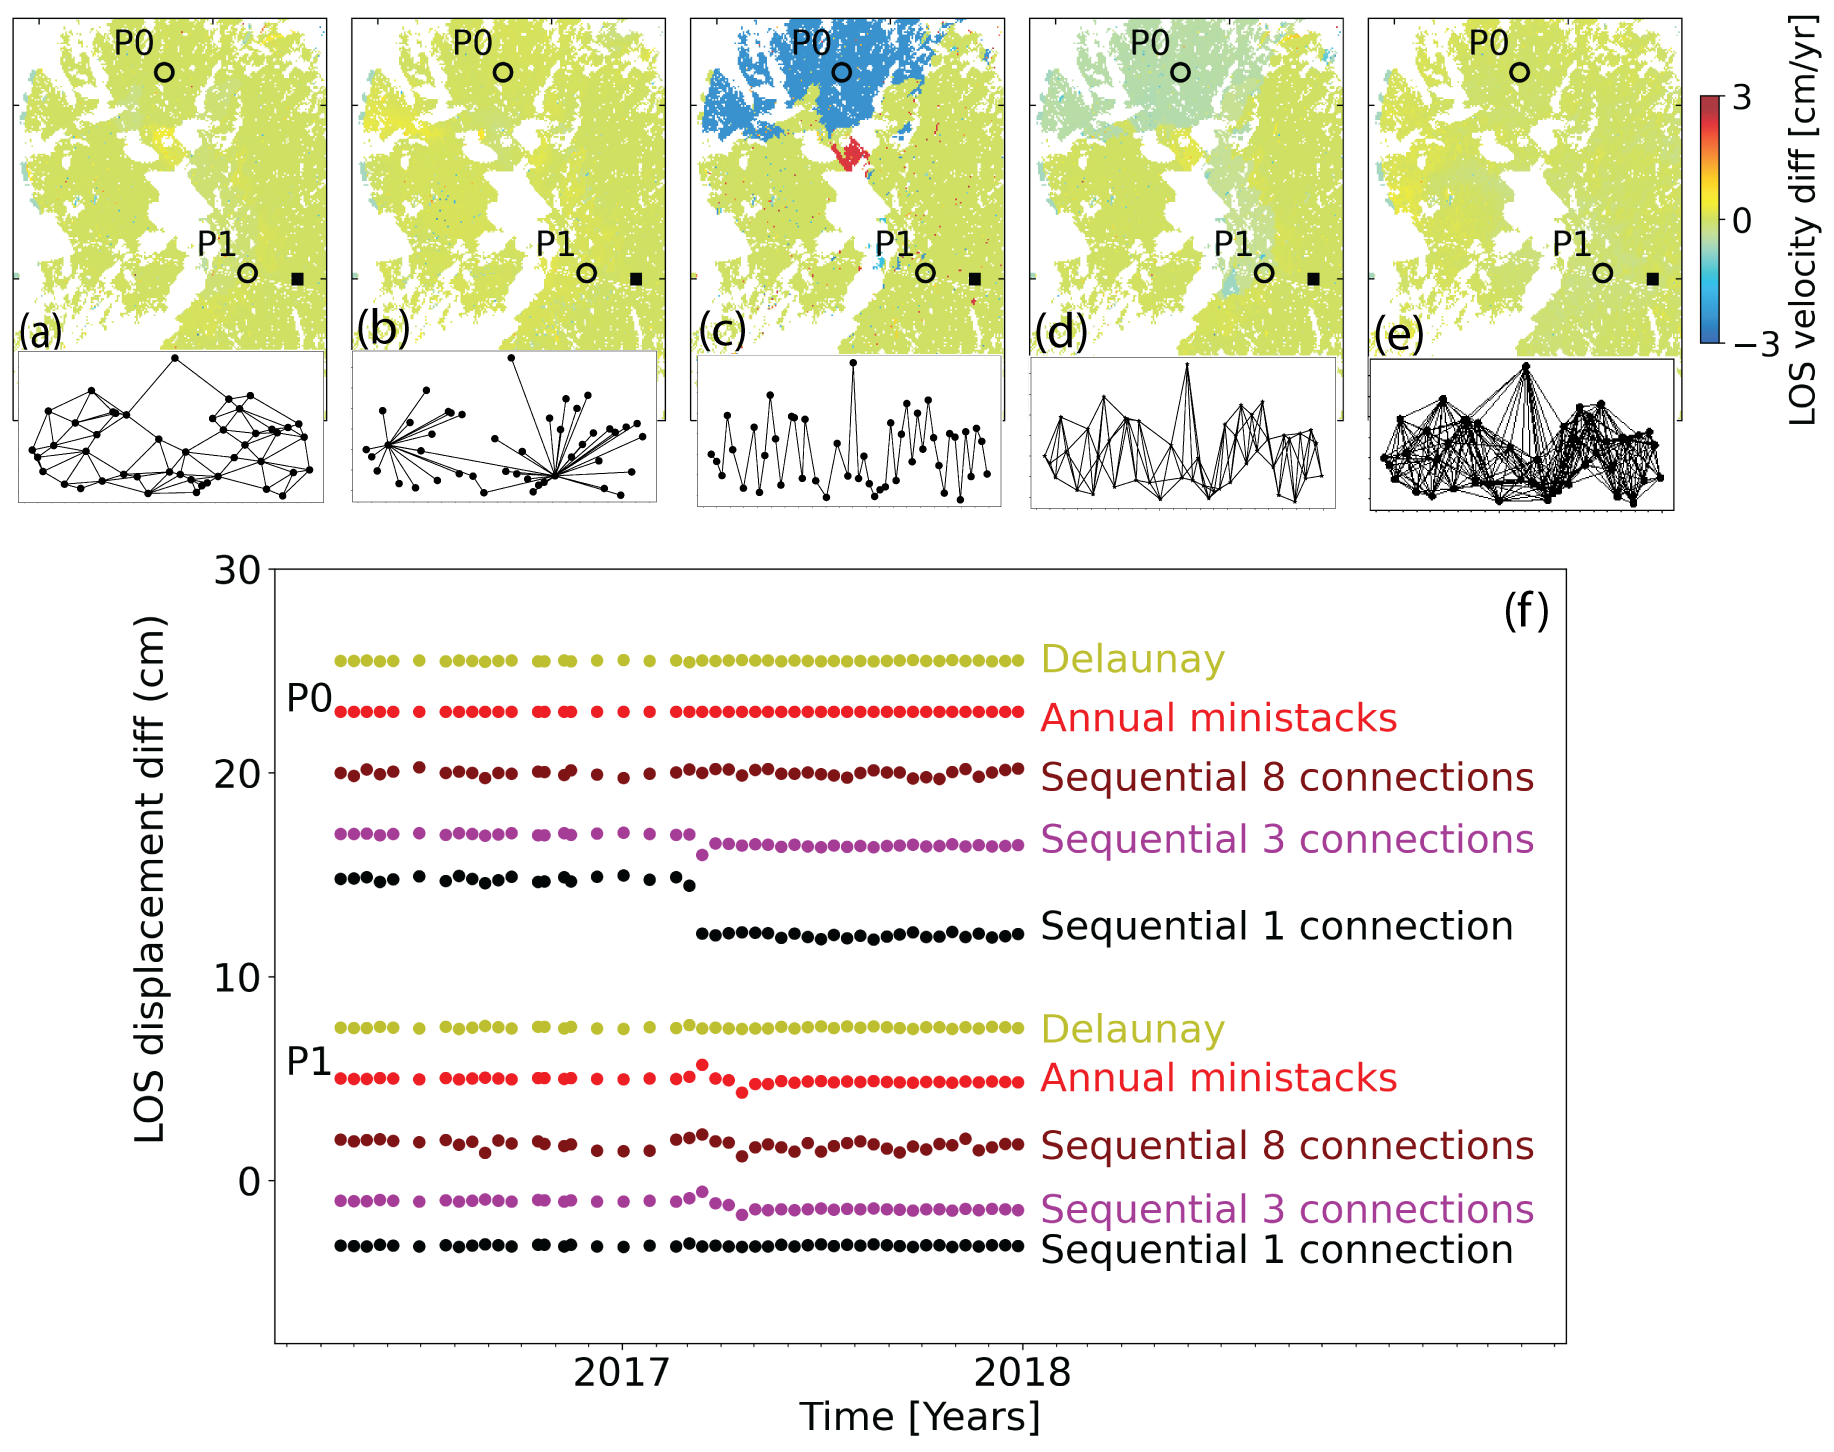 P0
P1
(a)
P0
P1
(b)
P0
P1
(c)
P0
P1
(d)
P0
P1
(e)
3
0
−3
LOS velocity diff [cm/yr]
(f)
30
20
10
0
LOS displacement diff (cm)
P0
Delaunay
Annual ministacks
Sequential 8 connections
Sequential 3 connections
Sequential 1 connection
P1
Delaunay
Annual ministacks
Sequential 8 connections
Sequential 3 connections
Sequential 1 connection
2017
2018
Time [Years]